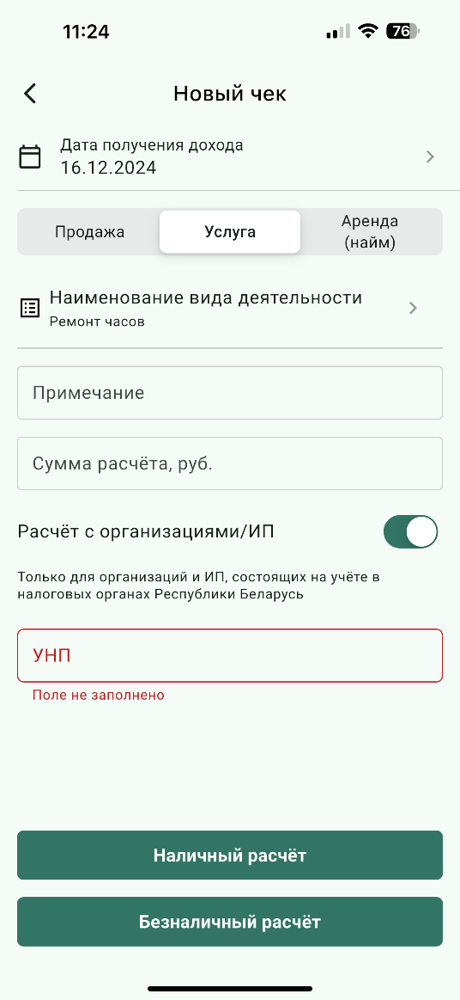 11:24
76
Новый чек
Дата получения дохода
16.12.2024
Продажа
Услуга
Аренда
(найм)
Наименование вида деятельности
Ремонт часов
Примечание
Сумма расчёта, руб.
Расчёт с организациями/ИП
Только для организаций и ИП, состоящих на учёте в
налоговых органах Республики Беларусь
УНП
Поле не заполнено
Наличный расчёт
Безналичный расчёт